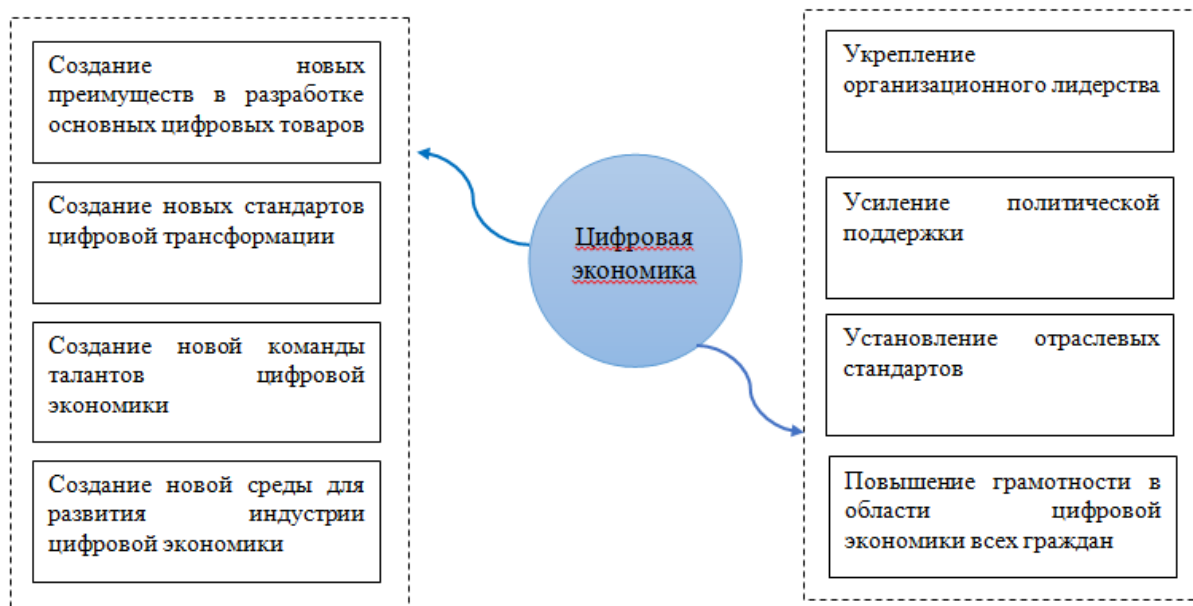 Создание новых
преимуществ в разработке
основных цифровых товаров
Создание новых стандартов
цифровой трансформации
Создание новой команды
талантов цифровой
экономики
Создание новой среды для
развития индустрии
цифровой экономики
Цифровая
экономика
Укрепление
организационного лидерства
Усиление политической
поддержки
Установление отраслевых
стандартов
Повышение грамотности в
области цифровой
экономики всех граждан